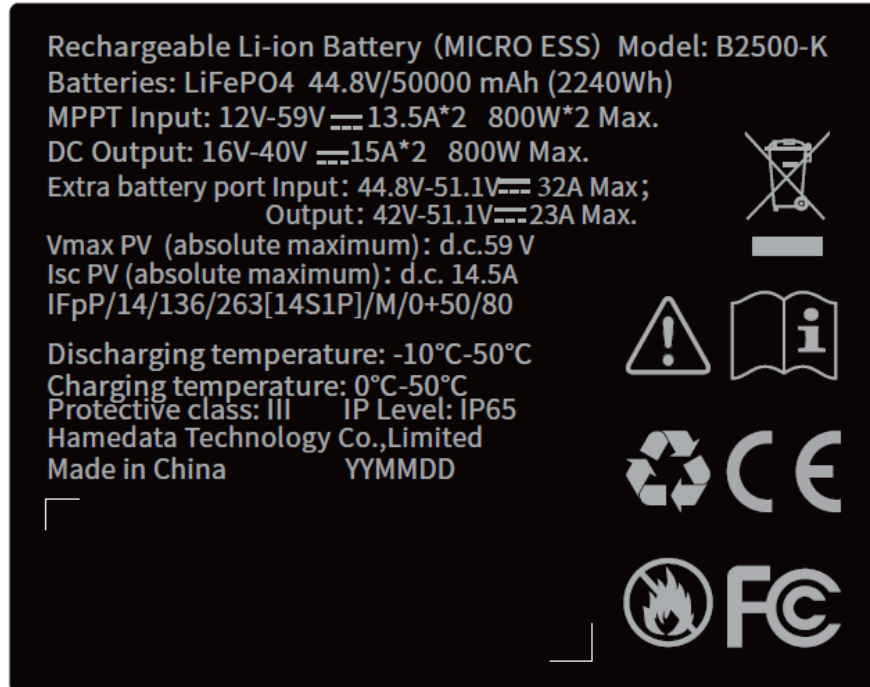 Rechargeable Li-ion Battery (MICRO ESS) Model: B2500-K
Batteries: LiFePO4 44.8V/50000 mAh (2240Wh)
MPPT Input: 12V-59V⎓13.5A*2 800W*2 Max.
DC Output: 16V-40V ⎓15A*2 800W Max.
Extra battery port Input: 44.8V-51.1V⎓ 32A Max;
Output: 42V-51.1V⎓23A Max.
Vmax PV (absolute maximum): d.c.59 V
Isc PV (absolute maximum): d.c. 14.5A
IFpP/14/136/263[14S1P]/M/0+50/80
Discharging temperature: -10°C-50°C
Charging temperature: 0°C-50°C
Protective class: III IP Level: IP65
Hamedata Technology Co.,Limited
Made in China YYMMDD
CE
FC